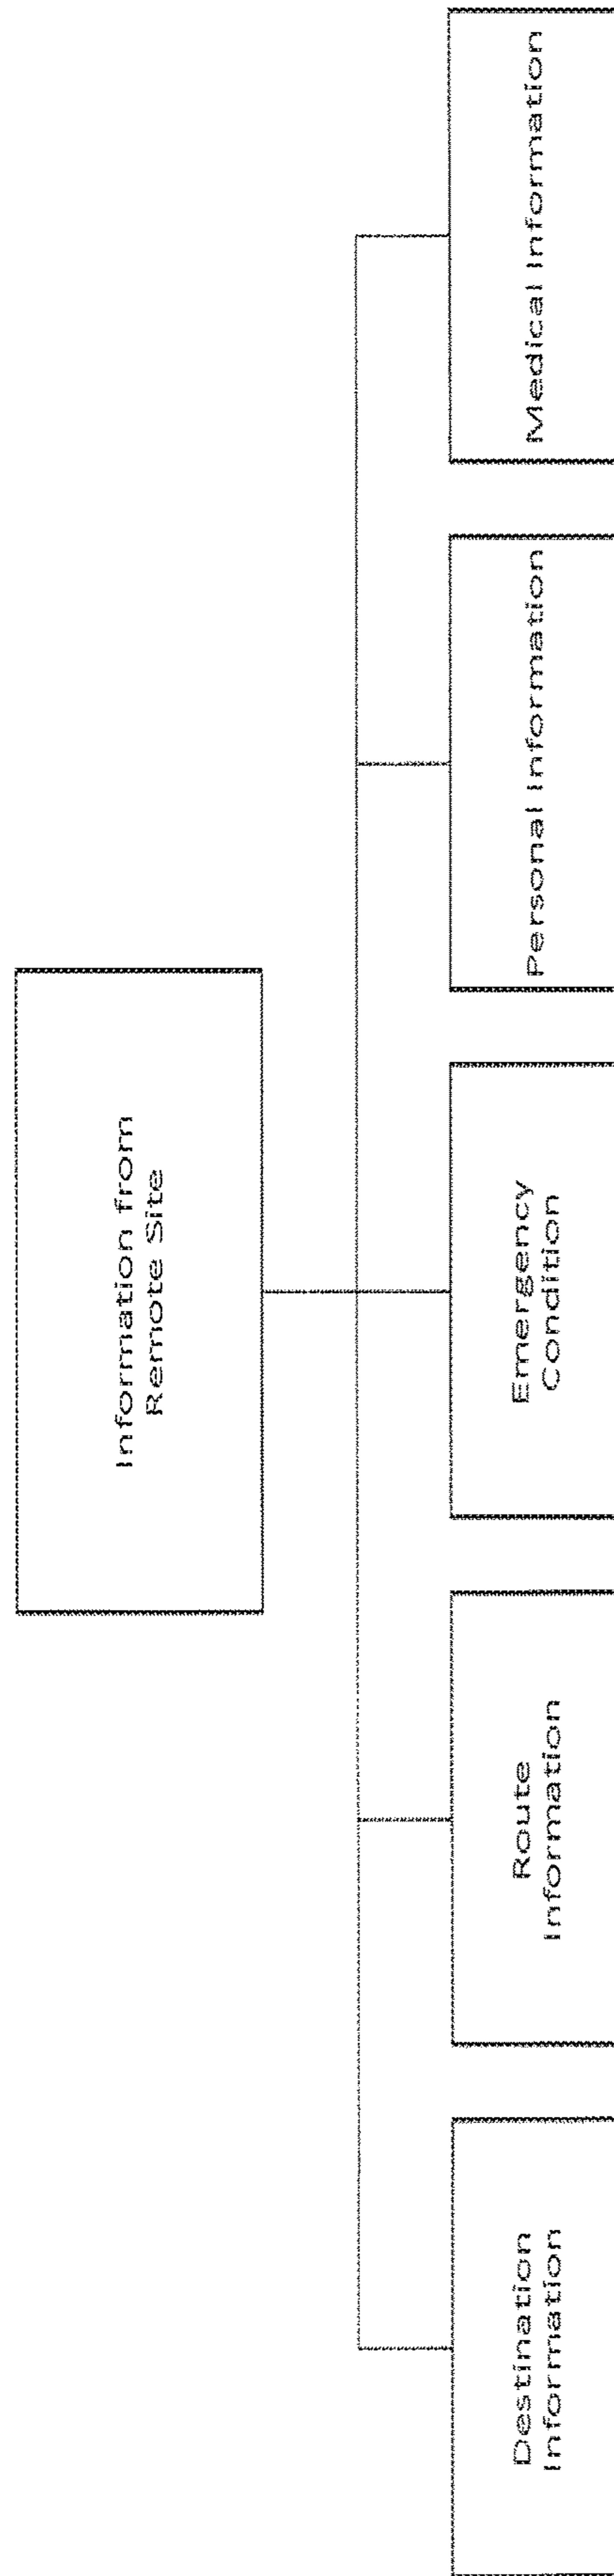 Information from
Remote Site
Destination
Information
Route
Information
Emergency
Condition
Personal Information
Medical Information